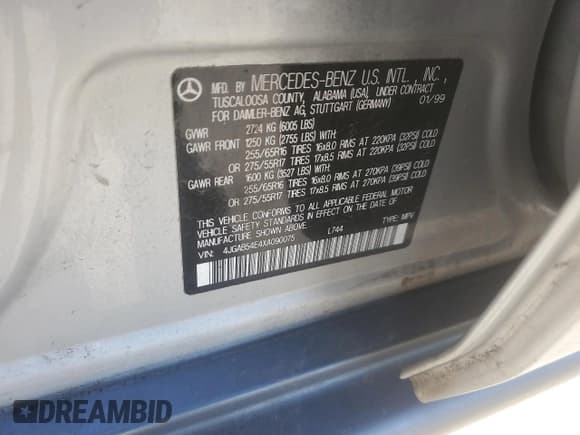 MFD. BY MERCEDES-BENZ U.S. INTL., INC.,
TUSCALOOSA COUNTY, ALABAMA (USA), UNDER CONTRACT
FOR DAIMLER-BENZ AG, STUTTGART (GERMANY) 01/99
GVWR 2724 KG (6005 LBS)
GAWR FRONT 1250 KG (2755 LBS) WITH:
255/65R16 TIRES 16x8.0 RIMS AT 220KPA (32PSI) COLD
OR 275/55R17 TIRES 17x8.5 RIMS AT 220KPA (32PSI) COLD
GAWR REAR 1600 KG (3527 LBS) WITH:
255/65R16 TIRES 16x8.0 RIMS AT 270KPA (39PSI) COLD
OR 275/55R17 TIRES 17x8.5 RIMS AT 270KPA (39PSI) COLD
THIS VEHICLE CONFORMS TO ALL APPLICABLE FEDERAL MOTOR
VEHICLE SAFETY STANDARDS IN EFFECT ON THE DATE OF
MANUFACTURE SHOWN ABOVE.
VIN: 4JGAB54E4XA090075 L744 TYPE: MPV
DREAMBID